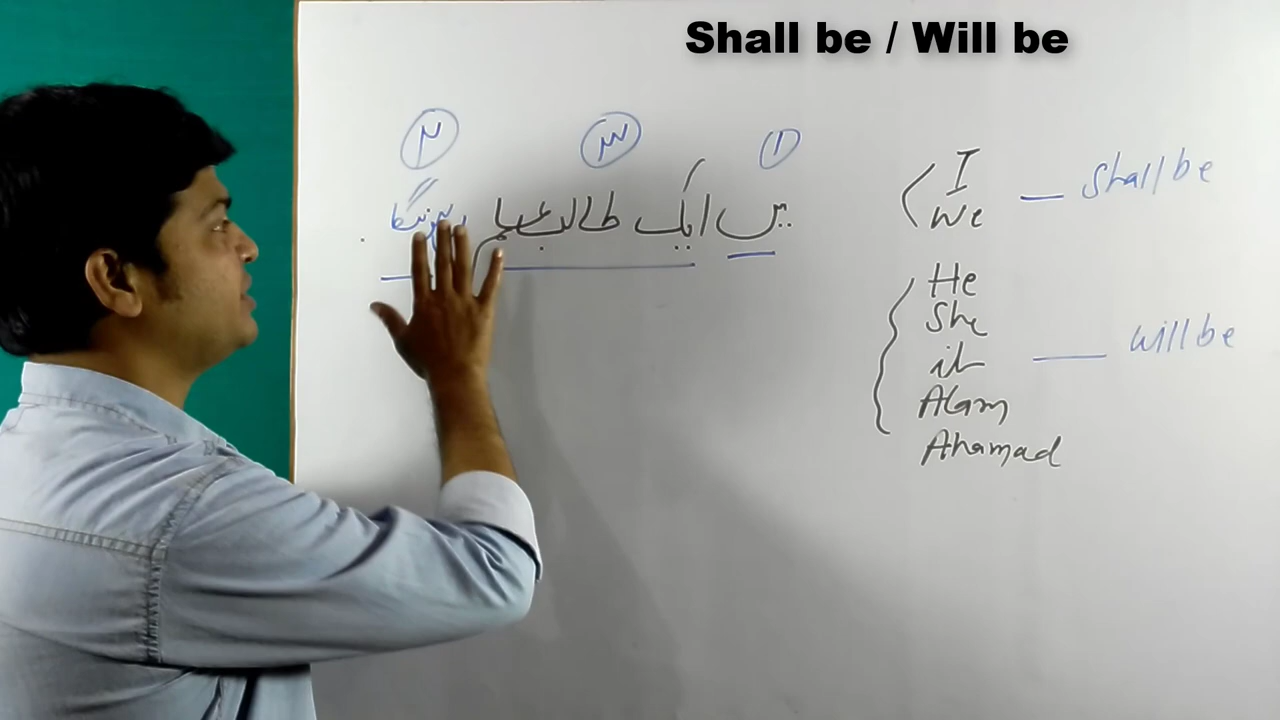 Shall be / Will be
۲ ۳ ۱
میں ایک طالب علم
I
We
— Shall be
He
She
it
Alam
Ahamad
— will be